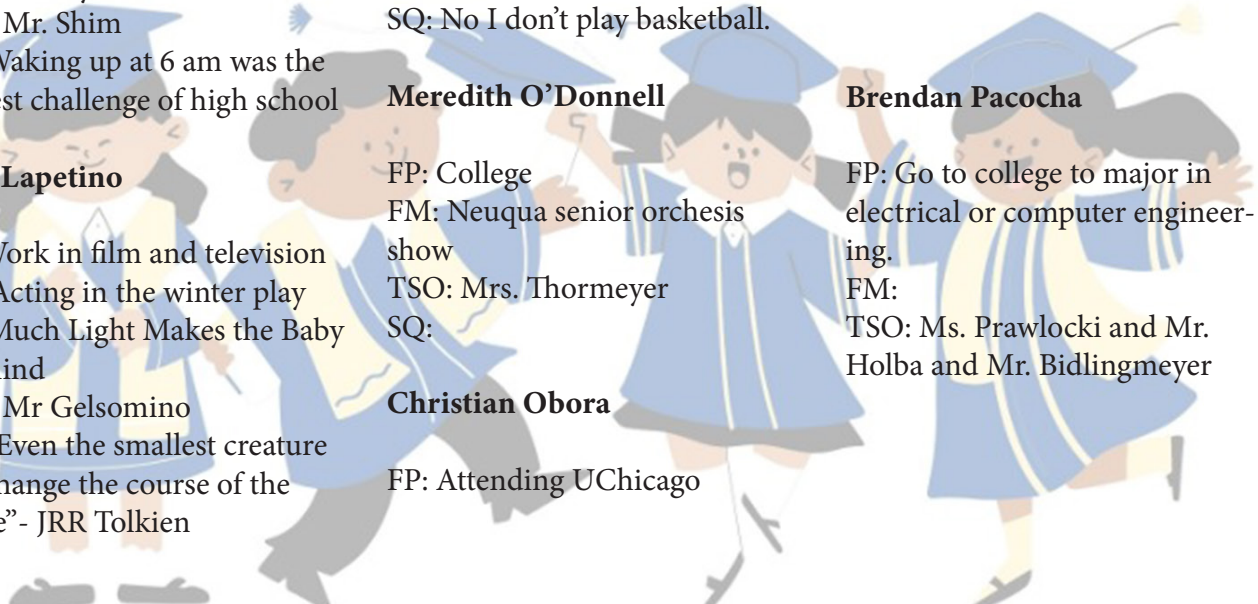 Mr. Shim
Waking up at 6 am was the
est challenge of high school
Lapetino
Work in film and television
Acting in the winter play
Much Light Makes the Baby
ind
Mr Gelsomino
Even the smallest creature
hange the course of the
e”- JRR Tolkien
SQ: No I don’t play basketball.
Meredith O’Donnell
FP: College
FM: Neuqua senior orchesis
show
TSO: Mrs. Thormeyer
SQ:
Christian Obora
FP: Attending UChicago
Brendan Pacocha
FP: Go to college to major in
electrical or computer engineer-
ing.
FM:
TSO: Ms. Prawlocki and Mr.
Holba and Mr. Bidlingmeyer